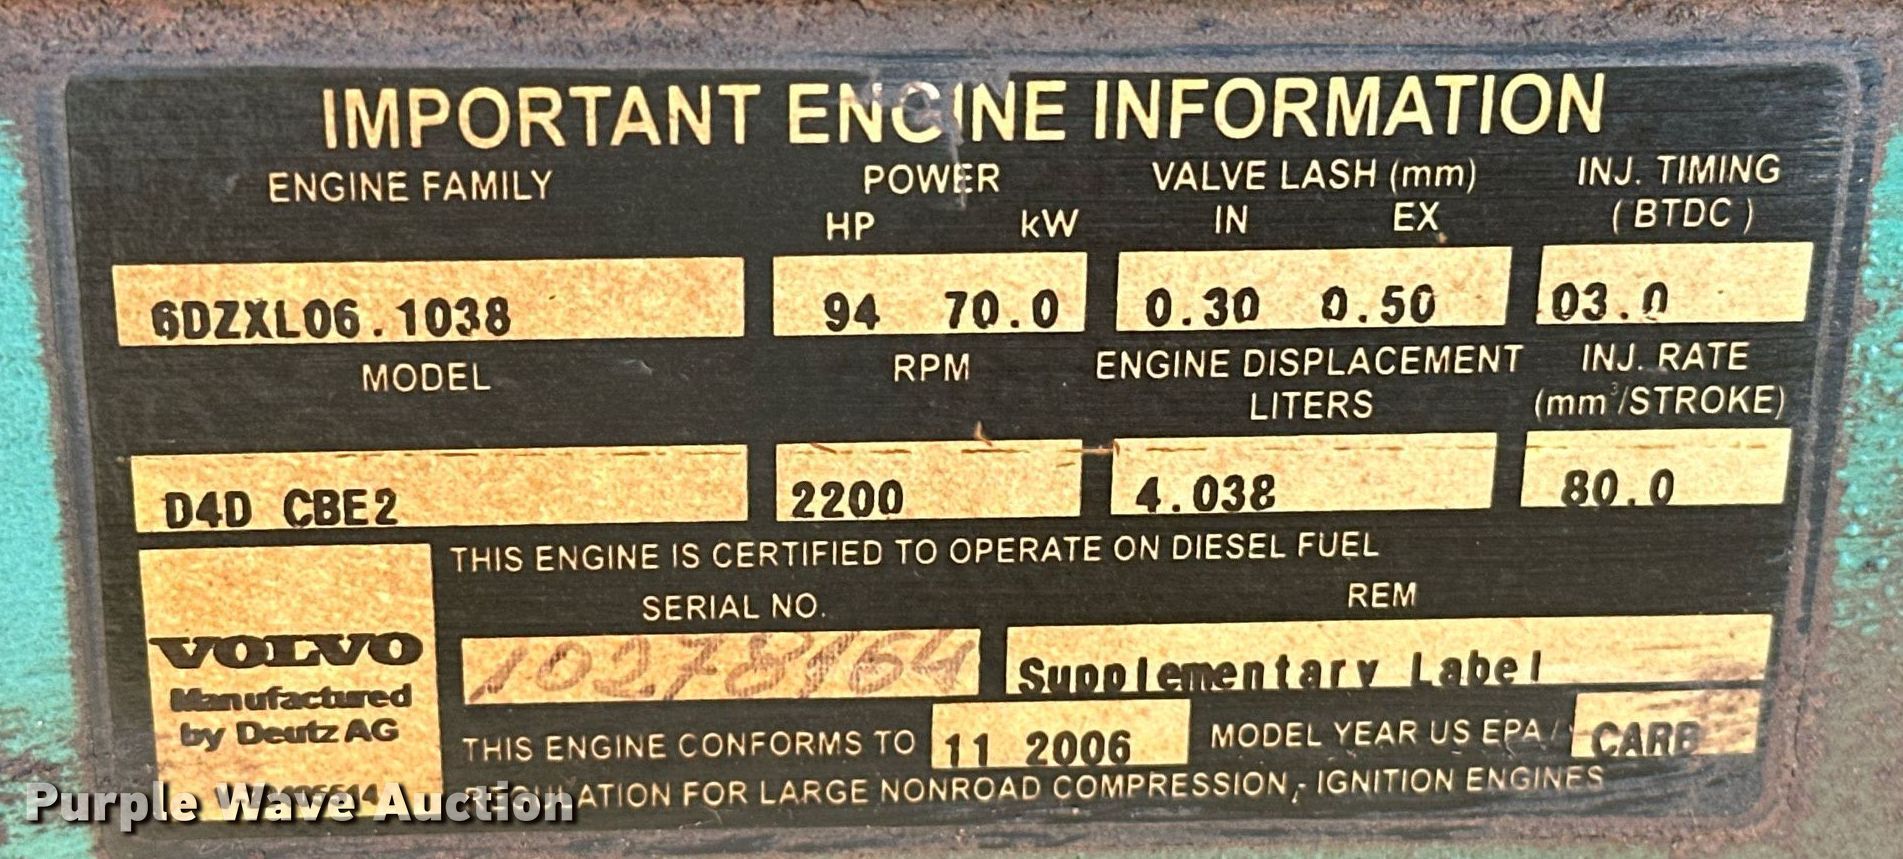 IMPORTANT ENGINE INFORMATION
ENGINE FAMILY POWER VALVE LASH (mm) INJ. TIMING
HP kW IN EX (BTDC)
6DZXL06.1038 94 70.0 0.30 0.50 03.0
MODEL RPM ENGINE DISPLACEMENT INJ. RATE
LITERS (mm³/STROKE)
D4D CBE2 2200 4.038 80.0
THIS ENGINE IS CERTIFIED TO OPERATE ON DIESEL FUEL
SERIAL NO. REM
10278164 Supplementary Label
VOLVO
Manufactured
by Deutz AG
THIS ENGINE CONFORMS TO 11 2006 MODEL YEAR US EPA / CARB
REGULATION FOR LARGE NONROAD COMPRESSION - IGNITION ENGINES
Purple Wave Auction